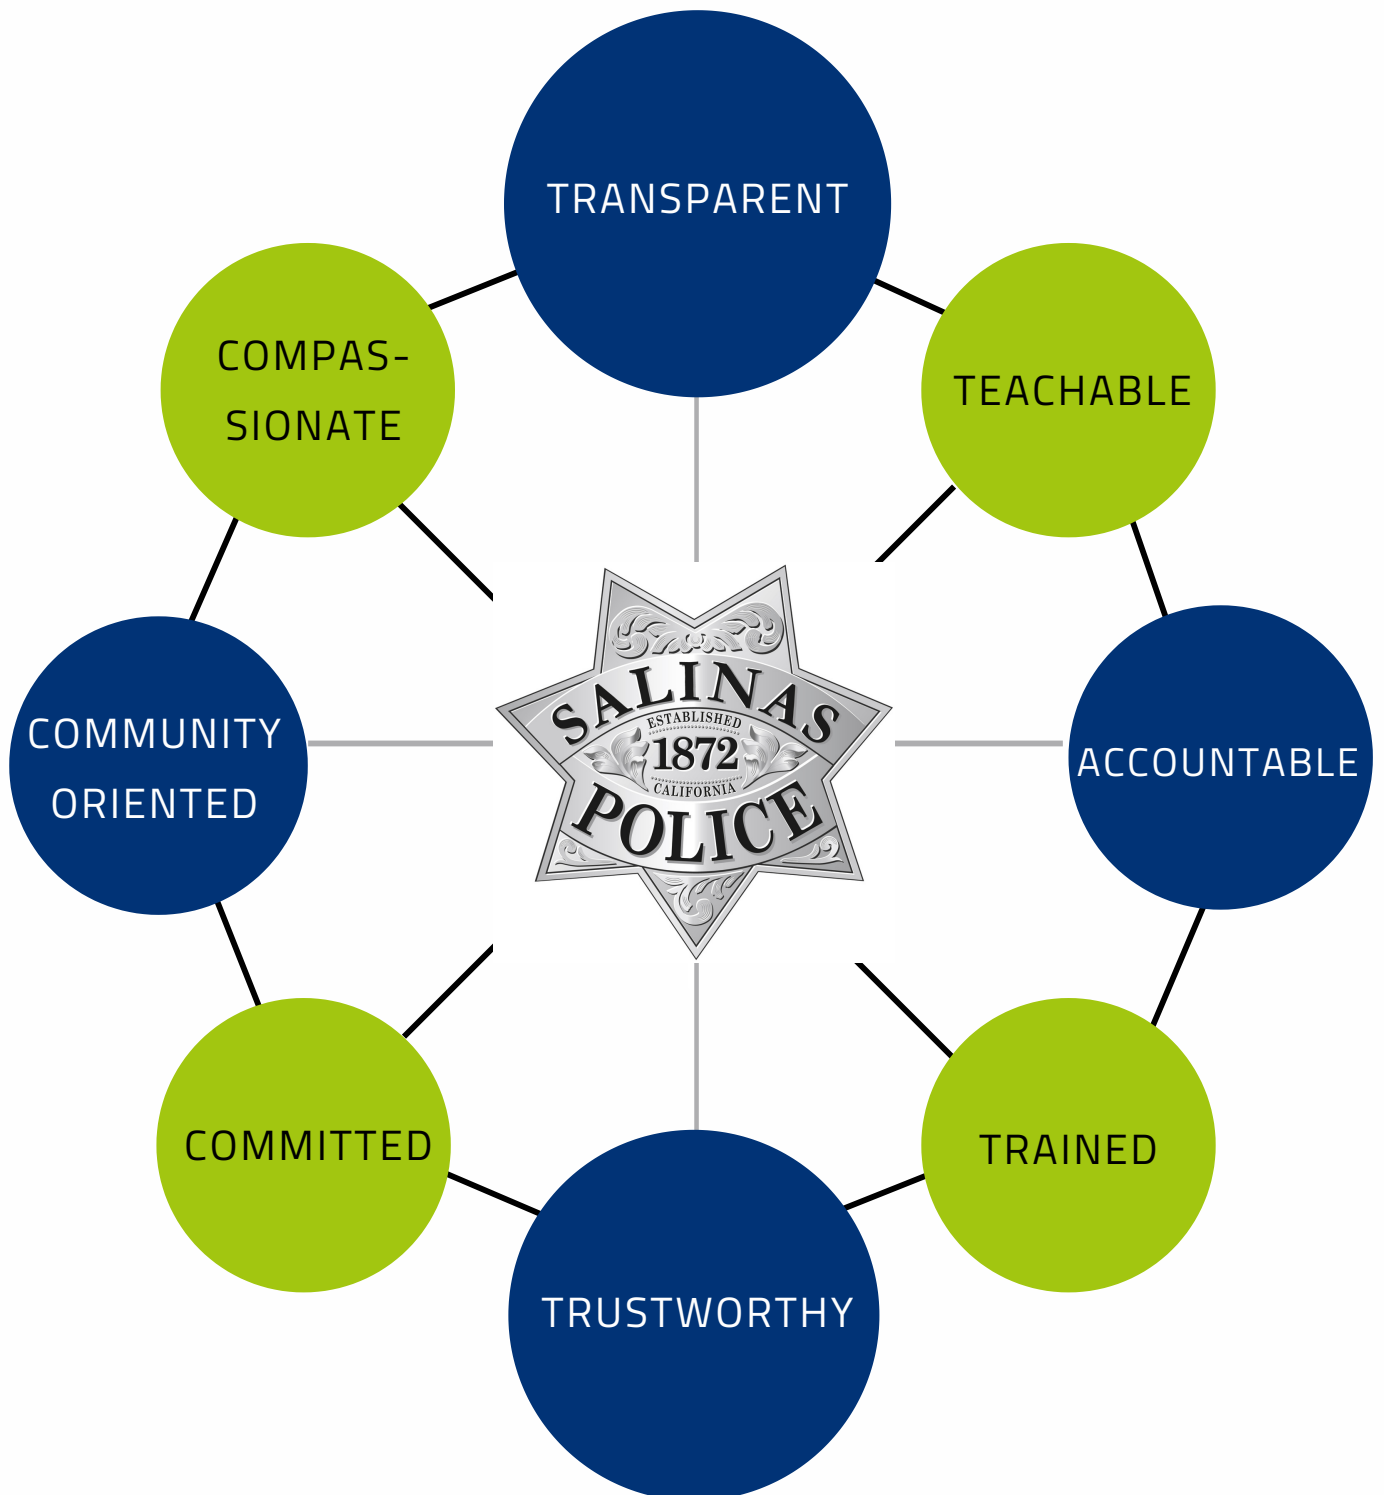 TRANSPARENT
COMPAS-
SIONATE
TEACHABLE
SALINAS
ESTABLISHED
1872
CALIFORNIA
POLICE
COMMUNITY
ORIENTED
ACCOUNTABLE
COMMITTED
TRAINED
TRUSTWORTHY